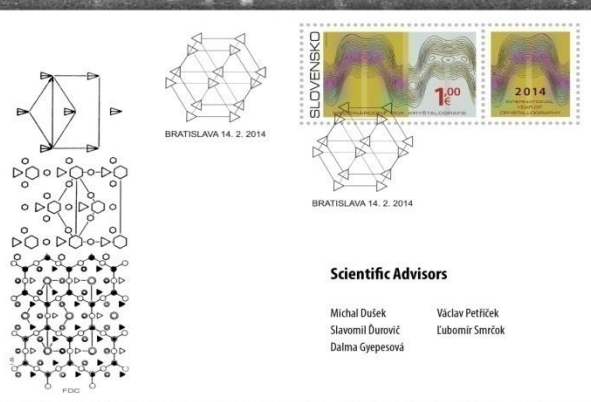 SLOVENSKO
1,00
€
2014
INTERNATIONAL
YEAR OF
CRYSTALLOGRAPHY
KRYŠTALOGRAFIE
BRATISLAVA 14. 2. 2014
BRATISLAVA 14. 2. 2014
Scientific Advisors
Michal Dušek
Václav Petříček
Slavomil Ďurovič
Ľubomír Smrčok
Dalma Gyepesová
FDC